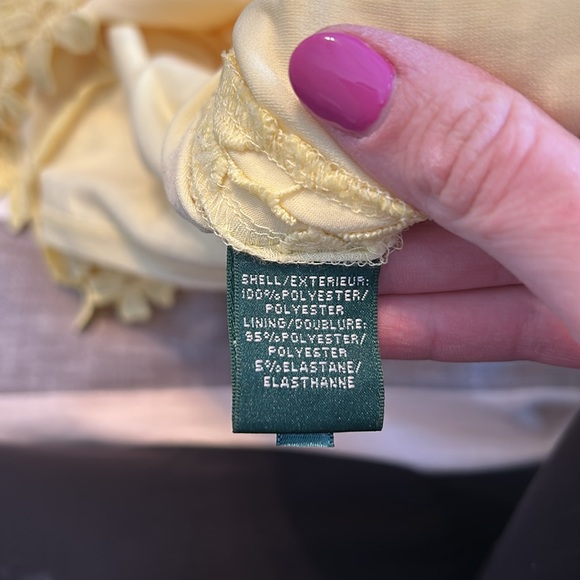 SHELL/EXTERIEUR:
100%POLYESTER/
POLYESTER
LINING/DOUBLURE:
95%POLYESTER/
POLYESTER
5%ELASTANE/
ELASTHANNE